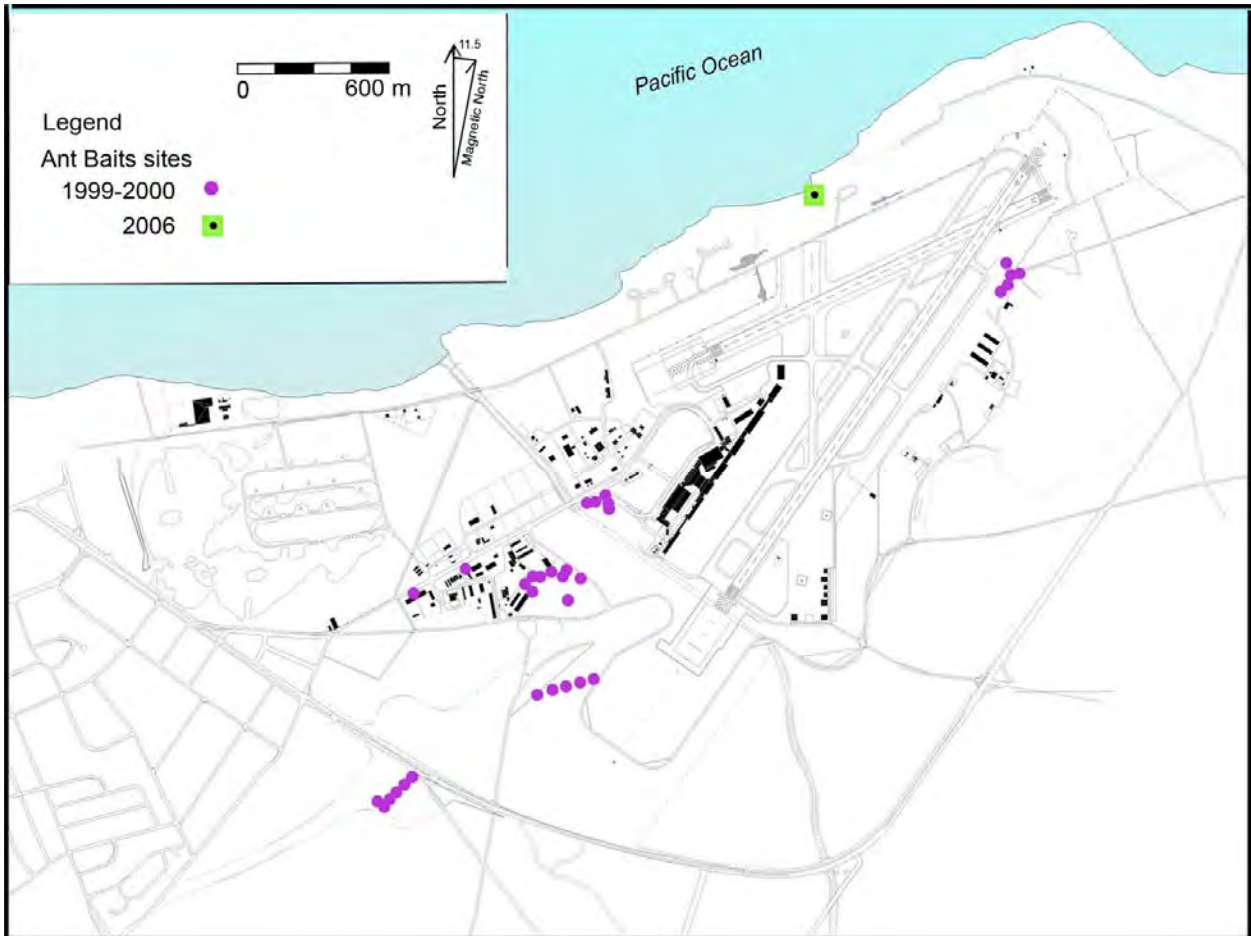 0 600 m
11.5
North
Magnetic North
Pacific Ocean
Legend
Ant Baits sites
1999-2000
2006